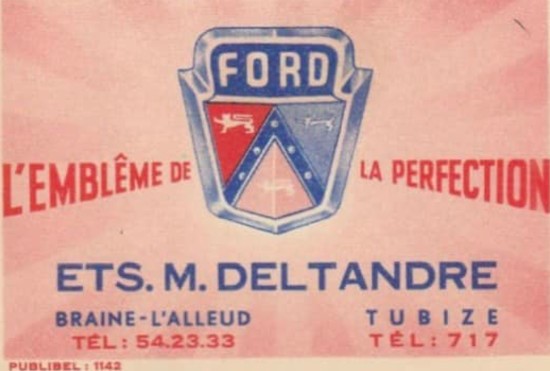 FORD
L'EMBLÊME DE LA PERFECTION
ETS. M. DELTANDRE
BRAINE-L'ALLEUD TUBIZE
TÉL: 54.23.33 TÉL: 717
PUBLIBEL: 1142